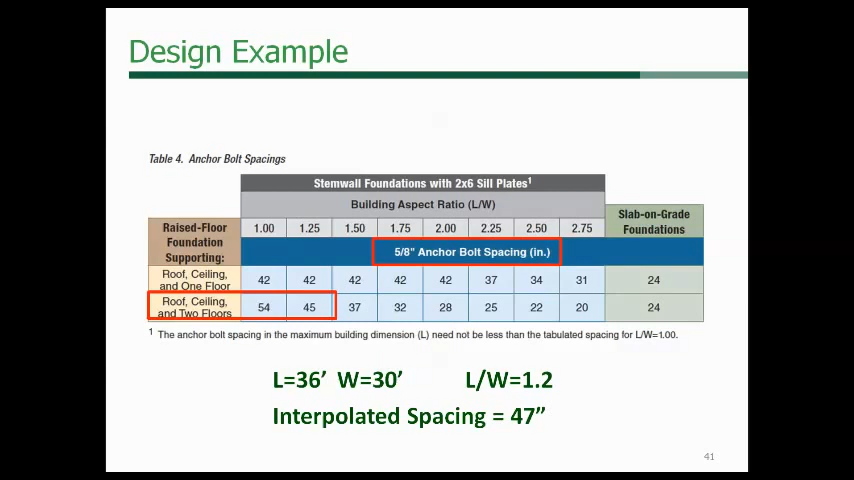 Design Example
Table 4. Anchor Bolt Spacings
Stemwall Foundations with 2x6 Sill Plates1
Building Aspect Ratio (L/W)
Slab-on-Grade
Foundations
Raised-Floor
Foundation
Supporting:
1.00 1.25 1.50 1.75 2.00 2.25 2.50 2.75
5/8" Anchor Bolt Spacing (in.)
Roof, Ceiling,
and One Floor
42 42 42 42 42 37 34 31 24
Roof, Ceiling,
and Two Floors
54 45 37 32 28 25 22 20 24
1 The anchor bolt spacing in the maximum building dimension (L) need not be less than the tabulated spacing for L/W=1.00.
L=36’ W=30’ L/W=1.2
Interpolated Spacing = 47”
41